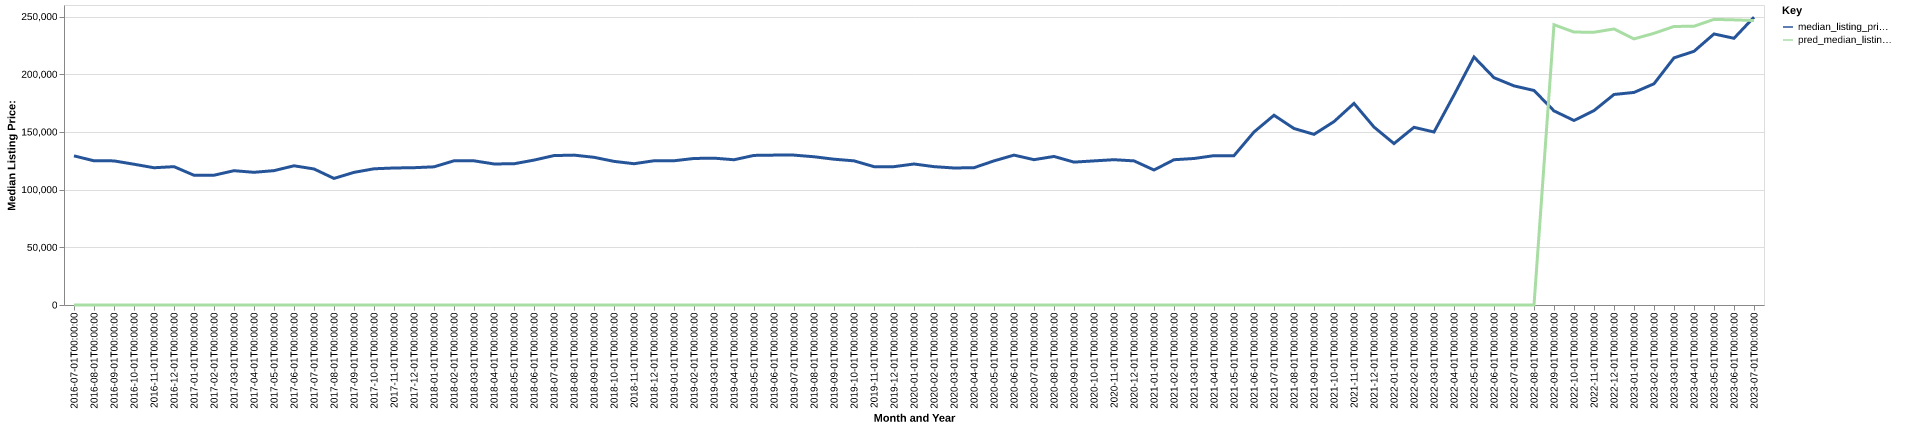 250,000
200,000
150,000
100,000
50,000
0
Median Listing Price:
2016-07-01T00:00:00
2016-08-01T00:00:00
2016-09-01T00:00:00
2016-10-01T00:00:00
2016-11-01T00:00:00
2016-12-01T00:00:00
2017-01-01T00:00:00
2017-02-01T00:00:00
2017-03-01T00:00:00
2017-04-01T00:00:00
2017-05-01T00:00:00
2017-06-01T00:00:00
2017-07-01T00:00:00
2017-08-01T00:00:00
2017-09-01T00:00:00
2017-10-01T00:00:00
2017-11-01T00:00:00
2017-12-01T00:00:00
2018-01-01T00:00:00
2018-02-01T00:00:00
2018-03-01T00:00:00
2018-04-01T00:00:00
2018-05-01T00:00:00
2018-06-01T00:00:00
2018-07-01T00:00:00
2018-08-01T00:00:00
2018-09-01T00:00:00
2018-10-01T00:00:00
2018-11-01T00:00:00
2018-12-01T00:00:00
2019-01-01T00:00:00
2019-02-01T00:00:00
2019-03-01T00:00:00
2019-04-01T00:00:00
2019-05-01T00:00:00
2019-06-01T00:00:00
2019-07-01T00:00:00
2019-08-01T00:00:00
2019-09-01T00:00:00
2019-10-01T00:00:00
2019-11-01T00:00:00
2019-12-01T00:00:00
2020-01-01T00:00:00
2020-02-01T00:00:00
2020-03-01T00:00:00
2020-04-01T00:00:00
2020-05-01T00:00:00
2020-06-01T00:00:00
2020-07-01T00:00:00
2020-08-01T00:00:00
2020-09-01T00:00:00
2020-10-01T00:00:00
2020-11-01T00:00:00
2020-12-01T00:00:00
2021-01-01T00:00:00
2021-02-01T00:00:00
2021-03-01T00:00:00
2021-04-01T00:00:00
2021-05-01T00:00:00
2021-06-01T00:00:00
2021-07-01T00:00:00
2021-08-01T00:00:00
2021-09-01T00:00:00
2021-10-01T00:00:00
2021-11-01T00:00:00
2021-12-01T00:00:00
2022-01-01T00:00:00
2022-02-01T00:00:00
2022-03-01T00:00:00
2022-04-01T00:00:00
2022-05-01T00:00:00
2022-06-01T00:00:00
2022-07-01T00:00:00
2022-08-01T00:00:00
2022-09-01T00:00:00
2022-10-01T00:00:00
2022-11-01T00:00:00
2022-12-01T00:00:00
2023-01-01T00:00:00
2023-02-01T00:00:00
2023-03-01T00:00:00
2023-04-01T00:00:00
2023-05-01T00:00:00
2023-06-01T00:00:00
2023-07-01T00:00:00
Month and Year
Key
median_listing_pri…
pred_median_listin…